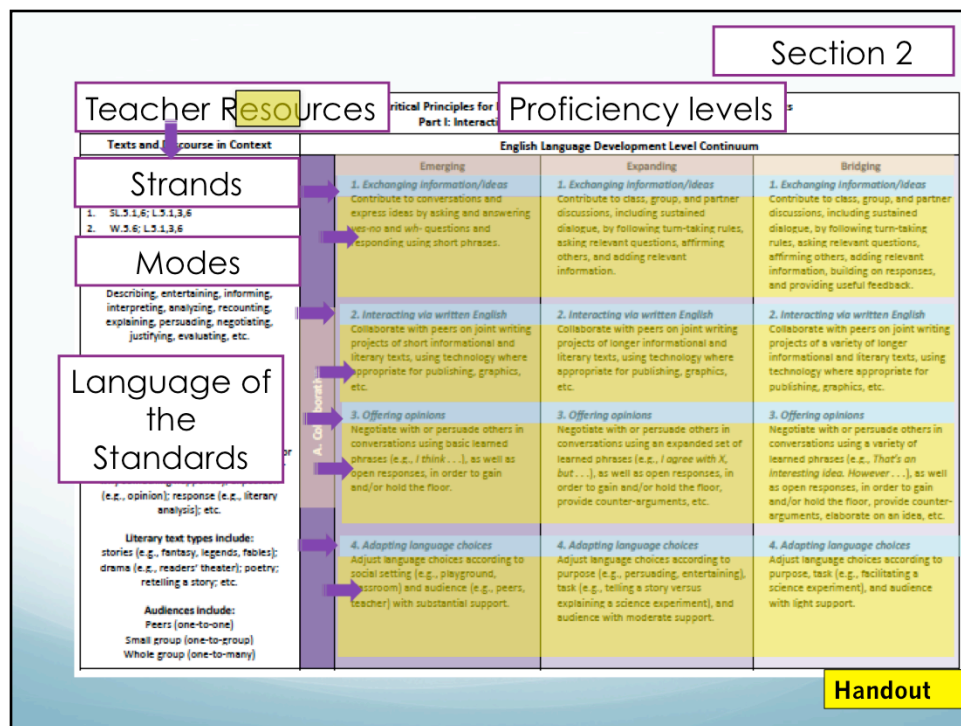 Section 2
Teacher Resources
Proficiency levels
ritical Principles for
Part I: Interacti
Texts and Discourse in Context
English Language Development Level Continuum
Strands
1. SL.5.1,6; L.5.1,3,6
2. W.5.6; L.5.1,3,6
Modes
Describing, entertaining, informing,
interpreting, analyzing, recounting,
explaining, persuading, negotiating,
justifying, evaluating, etc.
Language of
the
Standards
(e.g., opinion); response (e.g., literary
analysis); etc.
Literary text types include:
stories (e.g., fantasy, legends, fables);
drama (e.g., readers' theater); poetry;
retelling a story; etc.
Audiences include:
Peers (one-to-one)
Small group (one-to-group)
Whole group (one-to-many)
Emerging
1. Exchanging information/ideas
Contribute to conversations and
express ideas by asking and answering
yes-no and wh- questions and
responding using short phrases.
2. Interacting via written English
Collaborate with peers on joint writing
projects of short informational and
literary texts, using technology where
appropriate for publishing, graphics,
etc.
3. Offering opinions
Negotiate with or persuade others in
conversations using basic learned
phrases (e.g., I think . . .), as well as
open responses, in order to gain
and/or hold the floor.
4. Adapting language choices
Adjust language choices according to
social setting (e.g., playground,
classroom) and audience (e.g., peers,
teacher) with substantial support.
Expanding
1. Exchanging information/ideas
Contribute to class, group, and partner
discussions, including sustained
dialogue, by following turn-taking rules,
asking relevant questions, affirming
others, and adding relevant
information.
2. Interacting via written English
Collaborate with peers on joint writing
projects of longer informational and
literary texts, using technology where
appropriate for publishing, graphics,
etc.
3. Offering opinions
Negotiate with or persuade others in
conversations using an expanded set of
learned phrases (e.g., I agree with X,
but . . .), as well as open responses, in
order to gain and/or hold the floor,
provide counter-arguments, etc.
4. Adapting language choices
Adjust language choices according to
purpose (e.g., persuading, entertaining),
task (e.g., telling a story versus
explaining a science experiment), and
audience with moderate support.
Bridging
1. Exchanging information/ideas
Contribute to class, group, and partner
discussions, including sustained
dialogue, by following turn-taking
rules, asking relevant questions,
affirming others, adding relevant
information, building on responses,
and providing useful feedback.
2. Interacting via written English
Collaborate with peers on joint writing
projects of a variety of longer
informational and literary texts, using
technology where appropriate for
publishing, graphics, etc.
3. Offering opinions
Negotiate with or persuade others in
conversations using a variety of
learned phrases (e.g., That's an
interesting idea. However . . .), as well
as open responses, in order to gain
and/or hold the floor, provide counter-
arguments, elaborate on an idea, etc.
4. Adapting language choices
Adjust language choices according to
purpose, task (e.g., facilitating a
science experiment), and audience
with light support.
Handout